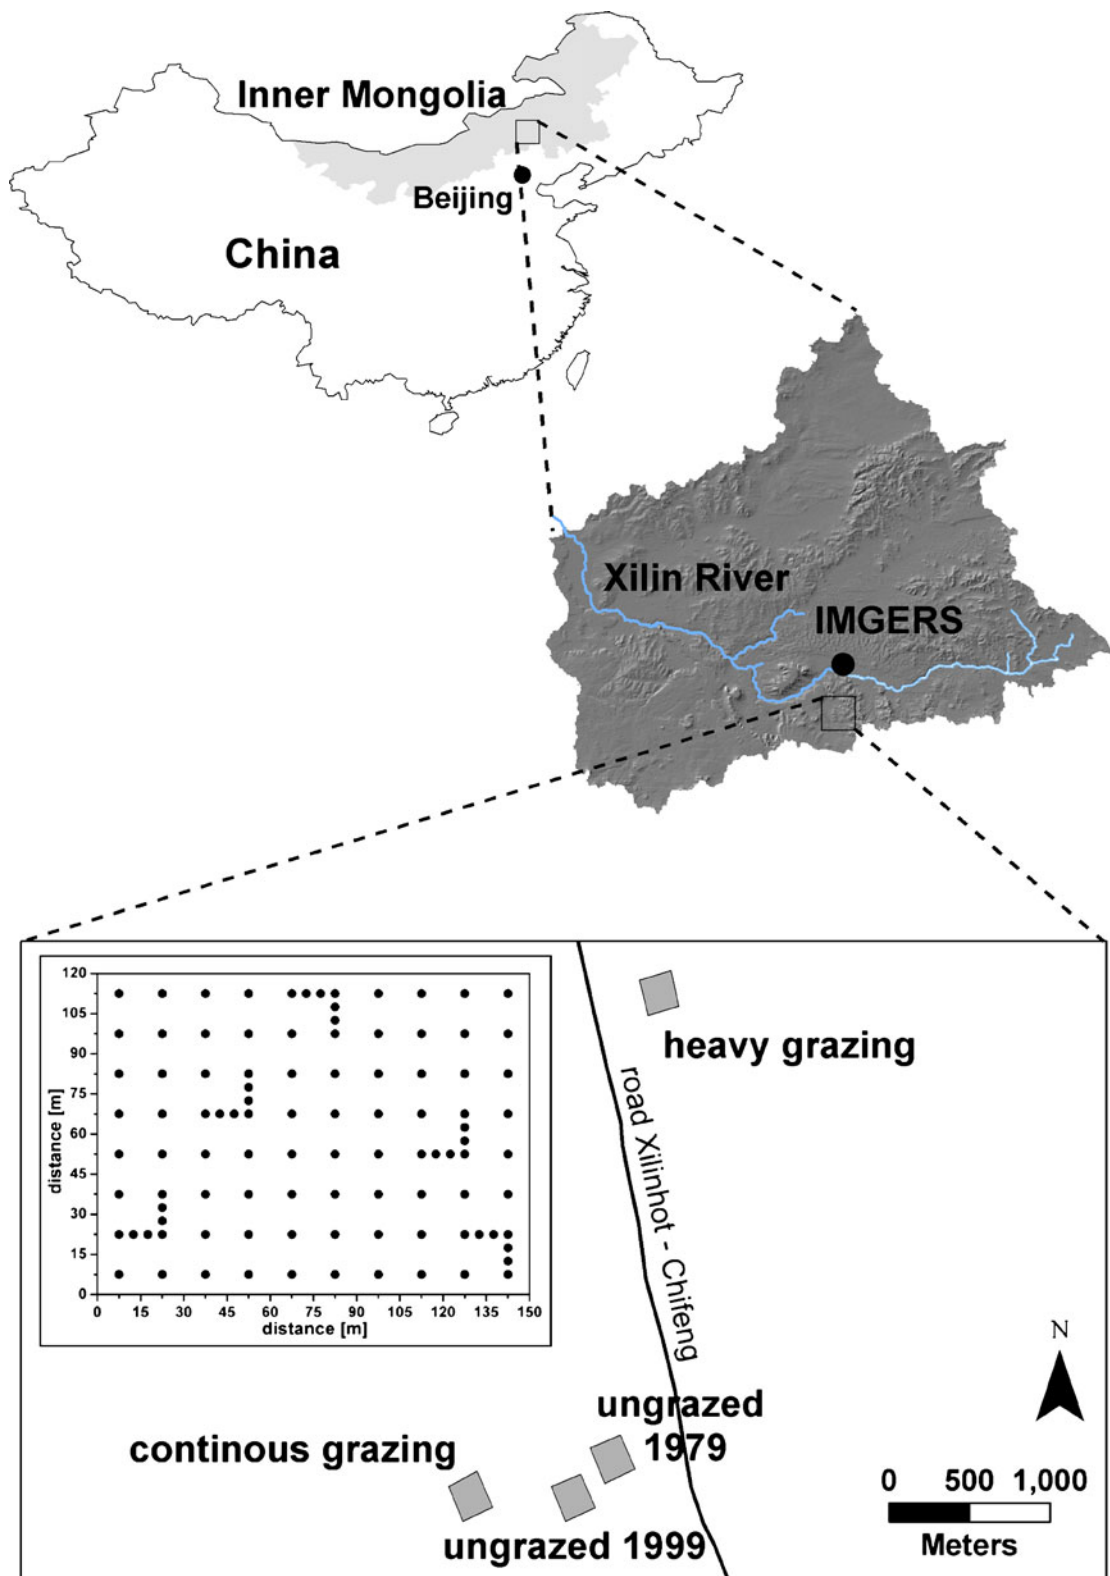 Inner Mongolia
Beijing
China
Xilin River
IMGERS
120
105
90
75
60
45
30
15
0
distance [m]
0 15 30 45 60 75 90 105 120 135 150
distance [m]
heavy grazing
road Xilinhot - Chifeng
N
ungrazed
1979
continous grazing
ungrazed 1999
0 500 1,000
Meters